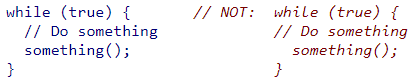 while (true) {        // NOT:  while (true) {
  // Do something              // Do something
  something();                   something();
}                              }